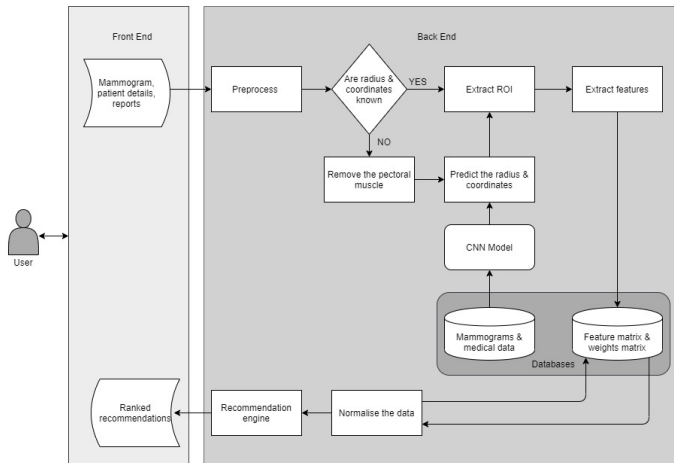 Front End
Back End
Mammogram,
patient details,
reports
Preprocess
Are radius &
coordinates
known
YES
Extract ROI
Extract features
NO
Remove the pectoral
muscle
Predict the radius &
coordinates
CNN Model
User
Mammograms &
medical data
Feature matrix &
weights matrix
Databases
Ranked
recommendations
Recommendation
engine
Normalise the data